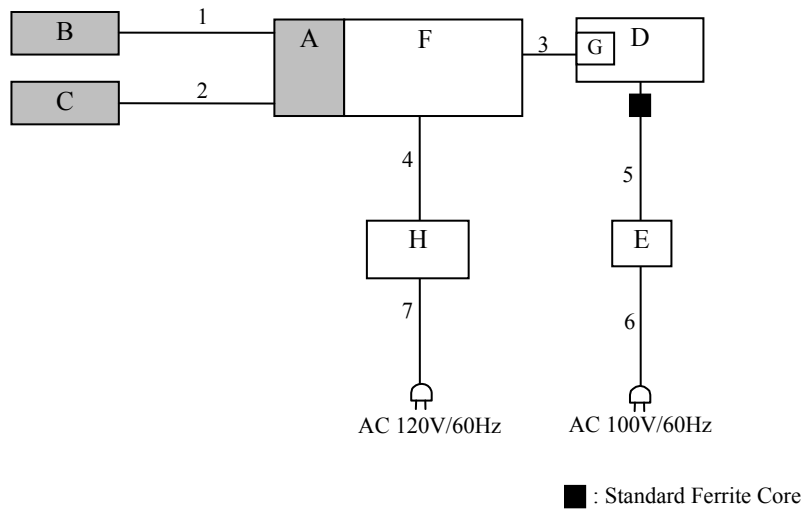 B
1
A
F
3
G
D
C
2
4
5
H
E
7
6
AC 120V/60Hz
AC 100V/60Hz
: Standard Ferrite Core